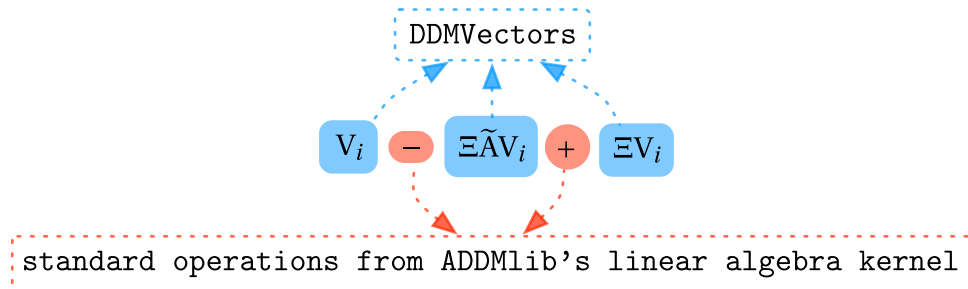 DDMVectors
V_i − ΞÃV_i + ΞV_i
standard operations from ADDMlib's linear algebra kernel